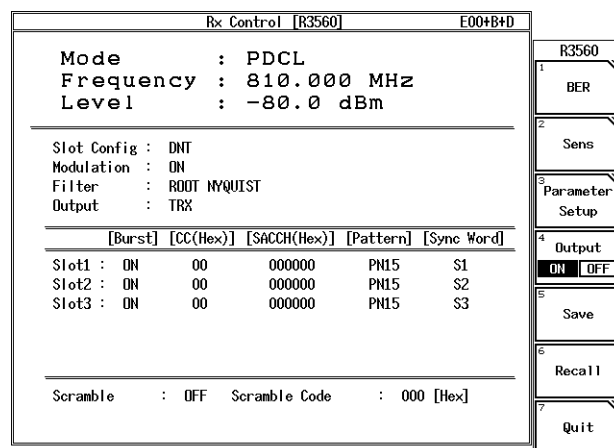 Rx Control [R3560] E00+B+D
Mode : PDCL
Frequency : 810.000 MHz
Level : -80.0 dBm
Slot Config : DNT
Modulation : ON
Filter : ROOT NYQUIST
Output : TRX
[Burst] [CC(Hex)] [SACCH(Hex)] [Pattern] [Sync Word]
Slot1 : ON 00 000000 PN15 S1
Slot2 : ON 00 000000 PN15 S2
Slot3 : ON 00 000000 PN15 S3
Scramble : OFF Scramble Code : 000 [Hex]
R3560
1
BER
2
Sens
3
Parameter
Setup
4
Output
ON OFF
5
Save
6
Recall
7
Quit